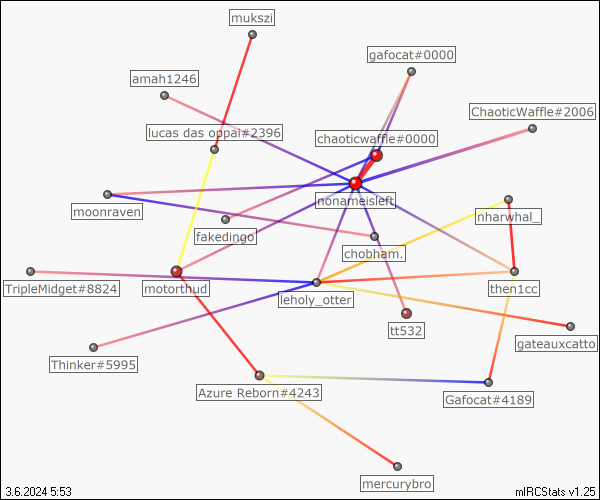 mukszi
gafocat#0000
amah1246
ChaoticWaffle#2006
lucas das oppai#2396
chaoticwaffle#0000
nonameisleft
moonraven
nharwhal_
fakedingo
chobham.
TripleMidget#8824
motorthud
leholy_otter
then1cc
tt532
gateauxcatto
Thinker#5995
Azure Reborn#4243
Gafocat#4189
mercurybro
3.6.2024 5:53
mIRCStats v1.25